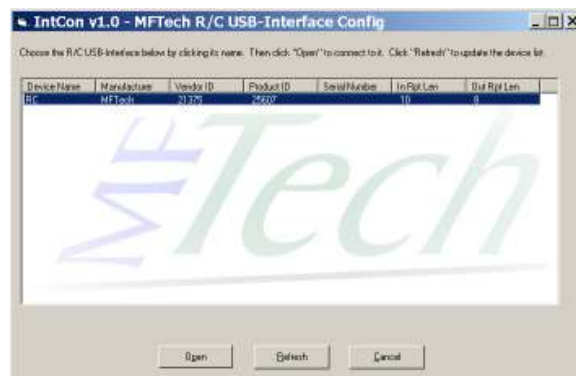 IntCon v1.0 - MFTech R/C USB-Interface Config
Choose the R/C USB-Interface below by clicking its name. Then click "Open" to connect to it. Click "Refresh" to update the device list.
Device Name Manufacture Vendor ID Product ID Serial Number In Rpt Len Out Rpt Len
RC MFTech 21375 25607 10 8
MFTech
Open Refresh Cancel